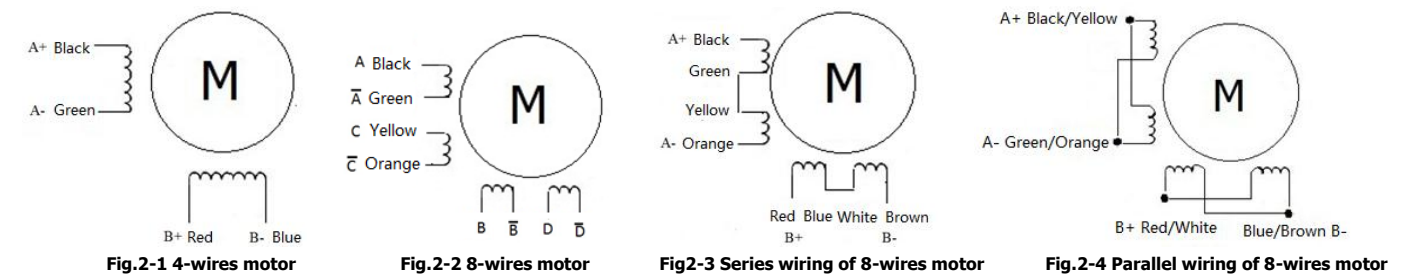 A+ Black
A- Green
M
B+ Red B- Blue
Fig.2-1 4-wires motor
A Black
A̅ Green
C Yellow
C̅ Orange
M
B B̅ D D̅
Fig.2-2 8-wires motor
A+ Black
Green
Yellow
A- Orange
M
Red Blue White Brown
B+ B-
Fig2-3 Series wiring of 8-wires motor
A+ Black/Yellow
A- Green/Orange
M
B+ Red/White Blue/Brown B-
Fig.2-4 Parallel wiring of 8-wires motor